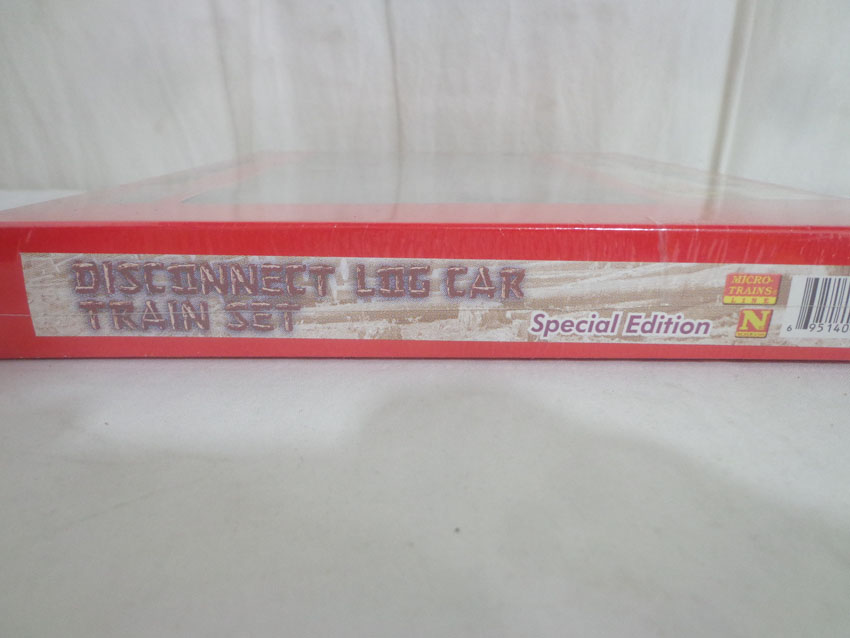 DISCONNECT LOG CAR
TRAIN SET
Special Edition
MICRO-
TRAINS
LINE
N
6 95140